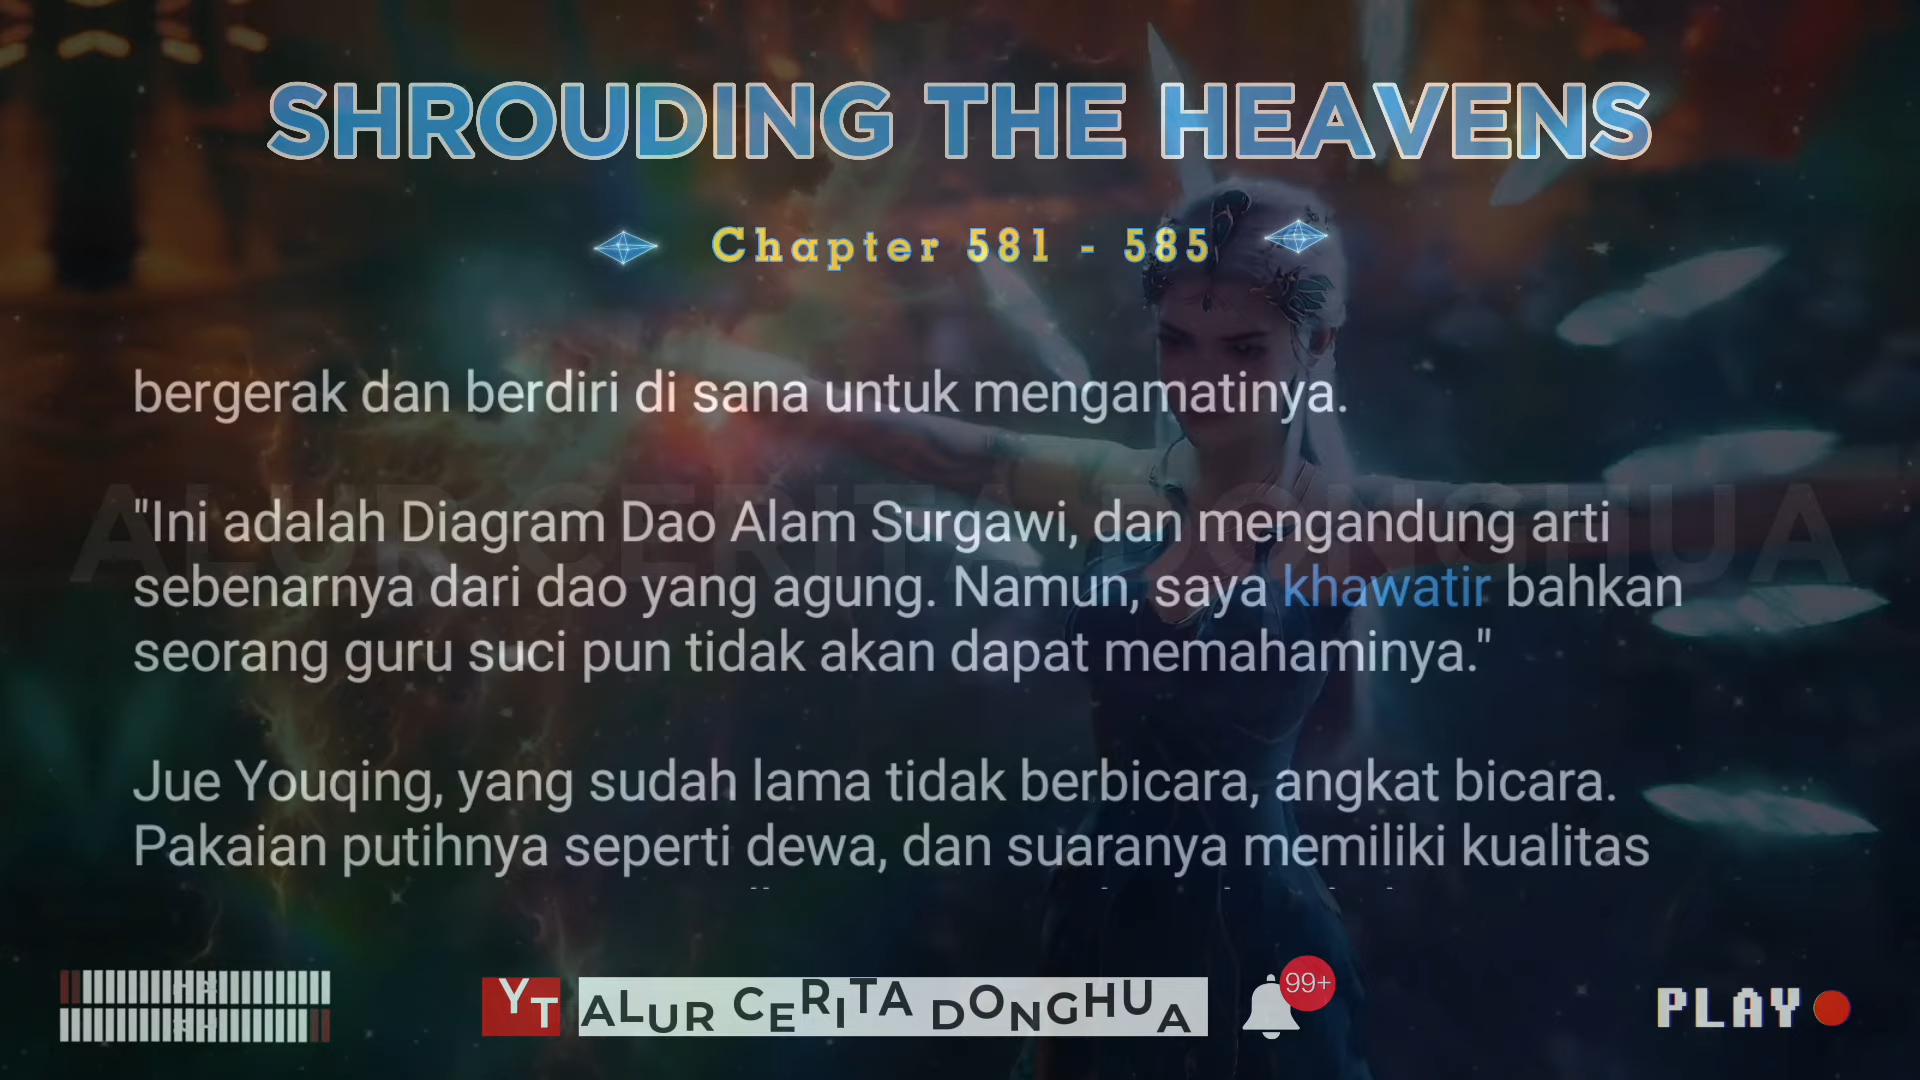 SHROUDING THE HEAVENS
Chapter 581 - 585
bergerak dan berdiri di sana untuk mengamatinya.
"Ini adalah Diagram Dao Alam Surgawi, dan mengandung arti
sebenarnya dari dao yang agung. Namun, saya khawatir bahkan
seorang guru suci pun tidak akan dapat memahaminya."
Jue Youqing, yang sudah lama tidak berbicara, angkat bicara.
Pakaian putihnya seperti dewa, dan suaranya memiliki kualitas
ALUR CERITA DONGHUA
YT ALUR CERITA DONGHUA
99+
PLAY